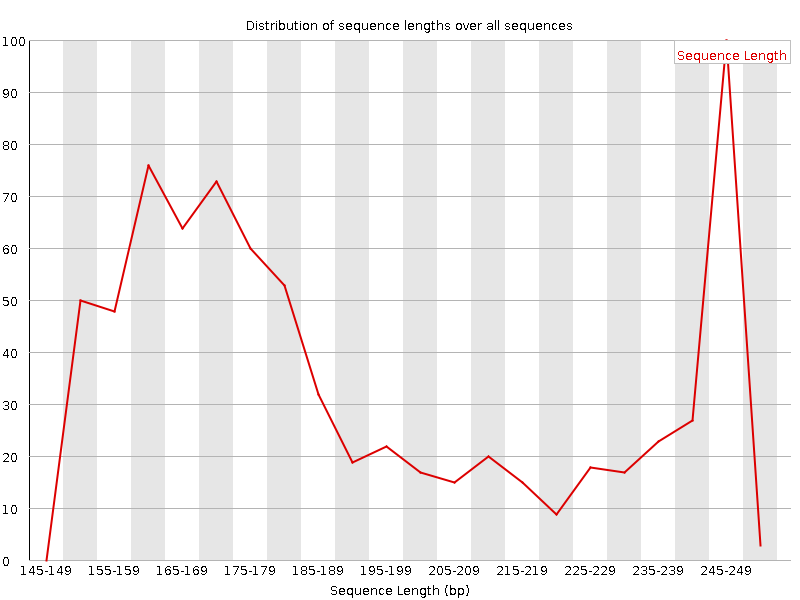 Distribution of sequence lengths over all sequences
100
Sequence Length
90
80
70
60
50
40
30
20
10
0
145-149 155-159 165-169 175-179 185-189 195-199 205-209 215-219 225-229 235-239 245-249
Sequence Length (bp)